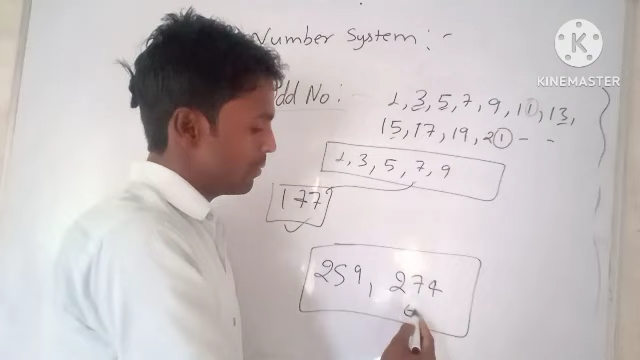 Number System :-
K
KINEMASTER
Odd No :- 1, 3, 5, 7, 9, 11, 13,
15, 17, 19, 21 - -
1, 3, 5, 7, 9
177
259, 274